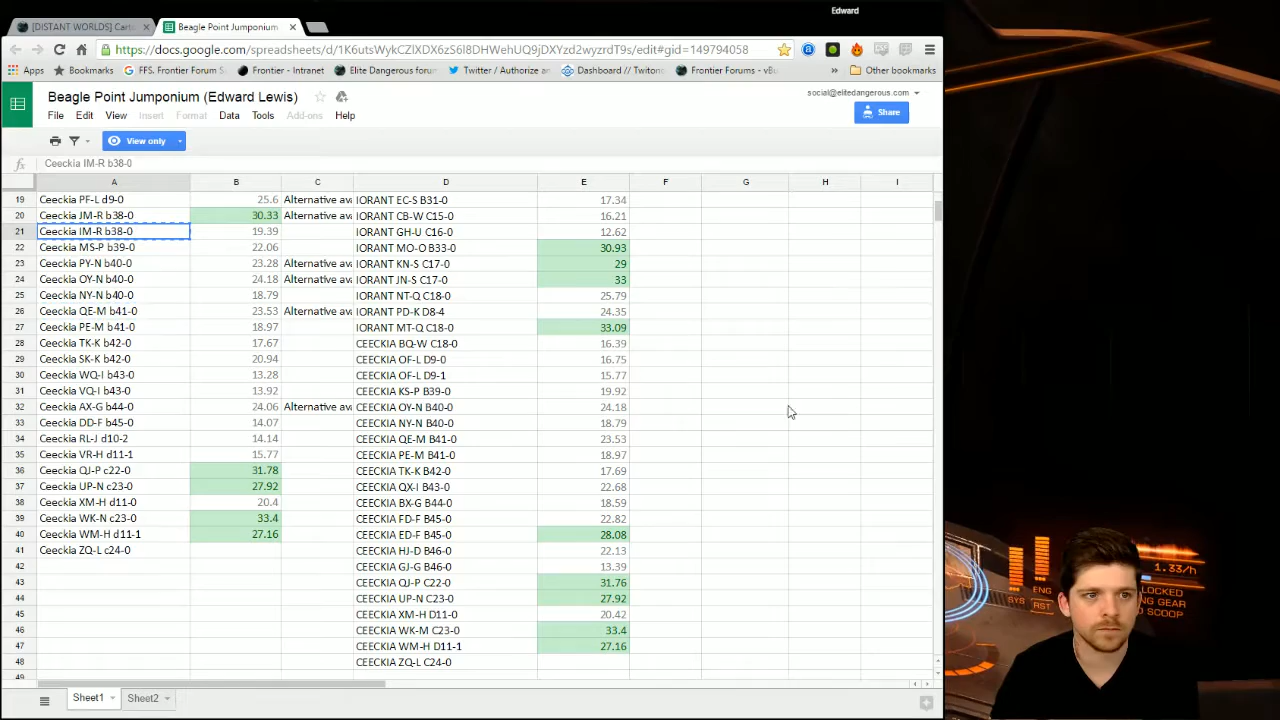 Edward
[DISTANT WORLDS] Carto
Beagle Point Jumponium
https://docs.google.com/spreadsheets/d/1K6utsWykCZlXDX6zS6l8DHWehUQ9jDXYzd2wyzrdT9s/edit#gid=149794058
Apps Bookmarks FFS. Frontier Forum S Frontier - Intranet Elite Dangerous forum Twitter / Authorize an Dashboard // Twitong Frontier Forums - vBu » Other bookmarks
Beagle Point Jumponium (Edward Lewis)
social@elitedangerous.com
File Edit View Insert Format Data Tools Add-ons Help
Share
View only
fx Ceeckia IM-R b38-0
A B C D E F G H I
19 Ceeckia PF-L d9-0 25.6 Alternative ava IORANT EC-S B31-0 17.34
20 Ceeckia JM-R b38-0 30.33 Alternative ava IORANT CB-W C15-0 16.21
21 Ceeckia IM-R b38-0 19.39 IORANT GH-U C16-0 12.62
22 Ceeckia MS-P b39-0 22.06 IORANT MO-O B33-0 30.93
23 Ceeckia PY-N b40-0 23.28 Alternative ava IORANT KN-S C17-0 29
24 Ceeckia OY-N b40-0 24.18 Alternative ava IORANT JN-S C17-0 33
25 Ceeckia NY-N b40-0 18.79 IORANT NT-Q C18-0 25.79
26 Ceeckia QE-M b41-0 23.53 Alternative ava IORANT PD-K D8-4 24.35
27 Ceeckia PE-M b41-0 18.97 IORANT MT-Q C18-0 33.09
28 Ceeckia TK-K b42-0 17.67 CEECKIA BQ-W C18-0 16.39
29 Ceeckia SK-K b42-0 20.94 CEECKIA OF-L D9-0 16.75
30 Ceeckia WQ-I b43-0 13.28 CEECKIA OF-L D9-1 15.77
31 Ceeckia VQ-I b43-0 13.92 CEECKIA KS-P B39-0 19.92
32 Ceeckia AX-G b44-0 24.06 Alternative ava CEECKIA OY-N B40-0 24.18
33 Ceeckia DD-F b45-0 14.07 CEECKIA NY-N B40-0 18.79
34 Ceeckia RL-J d10-2 14.14 CEECKIA QE-M B41-0 23.53
35 Ceeckia VR-H d11-1 15.77 CEECKIA PE-M B41-0 18.97
36 Ceeckia QJ-P c22-0 31.78 CEECKIA TK-K B42-0 17.69
37 Ceeckia UP-N c23-0 27.92 CEECKIA QX-I B43-0 22.68
38 Ceeckia XM-H d11-0 20.4 CEECKIA BX-G B44-0 18.59
39 Ceeckia WK-N c23-0 33.4 CEECKIA FD-F B45-0 22.82
40 Ceeckia WM-H d11-1 27.16 CEECKIA ED-F B45-0 28.08
41 Ceeckia ZQ-L c24-0 CEECKIA HJ-D B46-0 22.13
42 CEECKIA GJ-G B46-0 13.39
43 CEECKIA QJ-P C22-0 31.76
44 CEECKIA UP-N C23-0 27.92
45 CEECKIA XM-H D11-0 20.42
46 CEECKIA WK-M C23-0 33.4
47 CEECKIA WM-H D11-1 27.16
48 CEECKIA ZQ-L C24-0
49
Sheet1 Sheet2
1.33/h
SYS ENG
RST
LOCKED
NG GEAR
O SCOOP